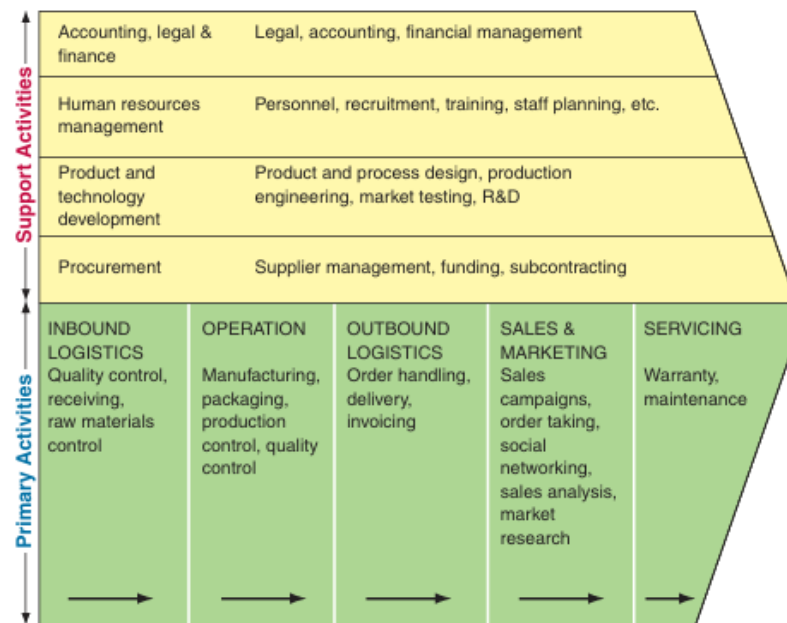 Support Activities
Accounting, legal &
finance
Legal, accounting, financial management
Human resources
management
Personnel, recruitment, training, staff planning, etc.
Product and
technology
development
Product and process design, production
engineering, market testing, R&D
Procurement
Supplier management, funding, subcontracting
Primary Activities
INBOUND
LOGISTICS
Quality control,
receiving,
raw materials
control
OPERATION
Manufacturing,
packaging,
production
control, quality
control
OUTBOUND
LOGISTICS
Order handling,
delivery,
invoicing
SALES &
MARKETING
Sales
campaigns,
order taking,
social
networking,
sales analysis,
market
research
SERVICING
Warranty,
maintenance